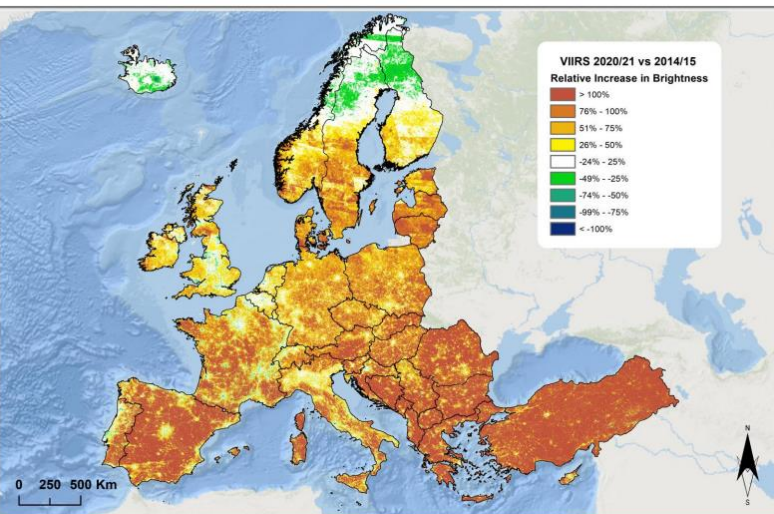 VIIRS 2020/21 vs 2014/15
Relative Increase in Brightness
> 100%
76% - 100%
51% - 75%
26% - 50%
-24% - 25%
-49% - -25%
-74% - -50%
-99% - -75%
< -100%
N
S
0 250 500 Km